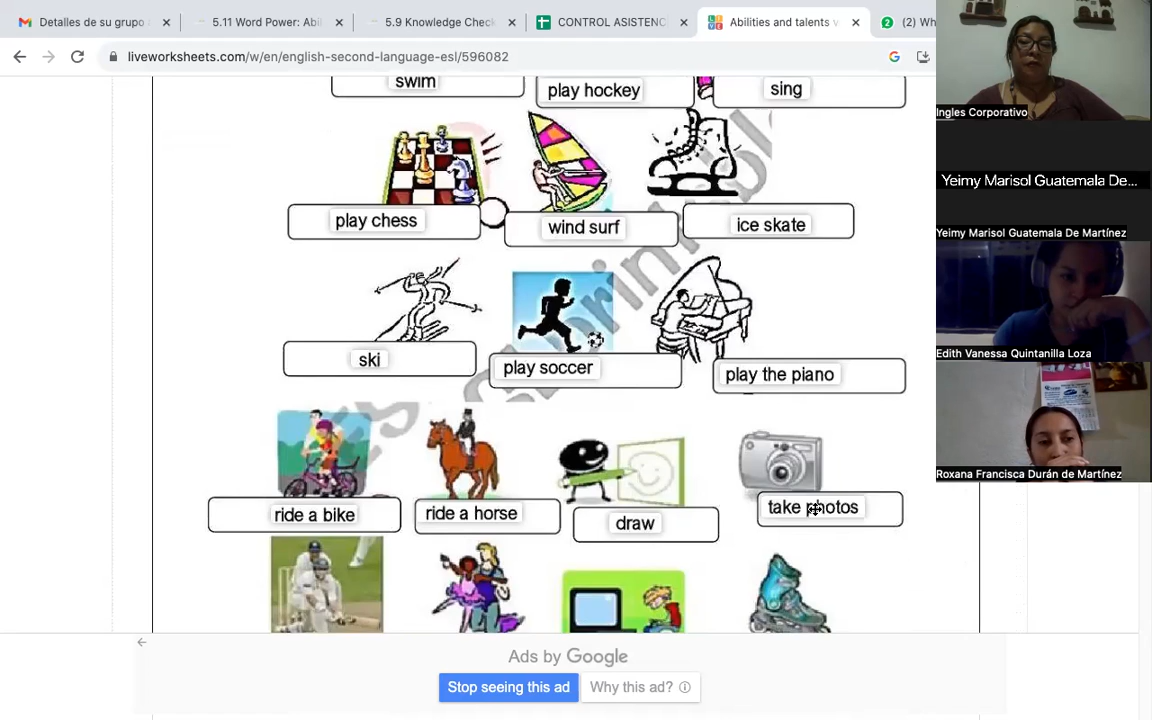 Detalles de su grupo
5.11 Word Power: Abi
5.9 Knowledge Check
CONTROL ASISTENC
Abilities and talents v
(2) Wh
liveworksheets.com/w/en/english-second-language-esl/596082
swim
play hockey
sing
play chess
wind surf
ice skate
ski
play soccer
play the piano
ride a bike
ride a horse
draw
take photos
Ads by Google
Stop seeing this ad
Why this ad?
Ingles Corporativo
Yeimy Marisol Guatemala De...
Yeimy Marisol Guatemala De Martínez
Edith Vanessa Quintanilla Loza
Roxana Francisca Durán de Martínez